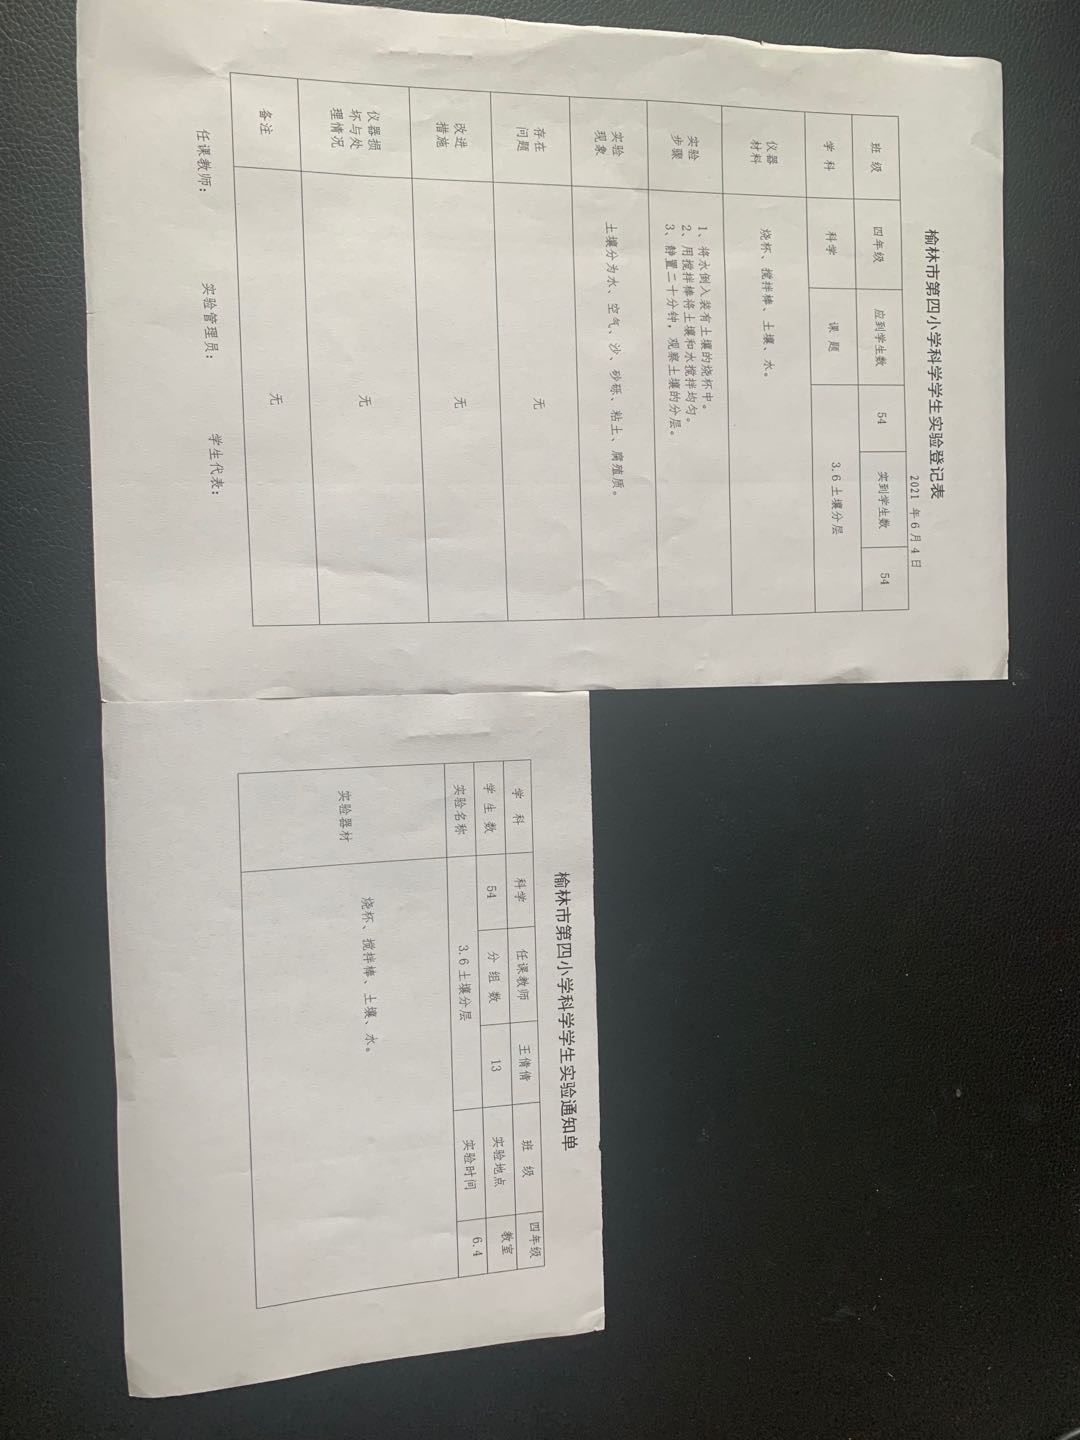 榆林市第四小学科学学生实验登记表
2021 年 6 月 4 日
班 级 四年级 应到学生数 54 实到学生数 54
学 科 科学 课 题 3.6 土壤分层
仪器
材料
烧杯、搅拌棒、土壤、水。
实验
步骤
1、将水倒入装有土壤的烧杯中。
2、用搅拌棒将土壤和水搅拌均匀。
3、静置二十分钟，观察土壤的分层。
实验
现象
土壤分为水、空气、沙、砂砾、粘土、腐殖质。
存在
问题
无
改进
措施
无
仪器损
坏与处
理情况
无
备注 无
任课教师： 实验管理员： 学生代表：
榆林市第四小学科学学生实验通知单
学 科 科学 任课教师 王倩倩 班 级 四年级
学 生 数 54 分 组 数 13 实验地点 教室
实验名称 3.6 土壤分层 实验时间 6.4
实验器材 烧杯、搅拌棒、土壤、水。